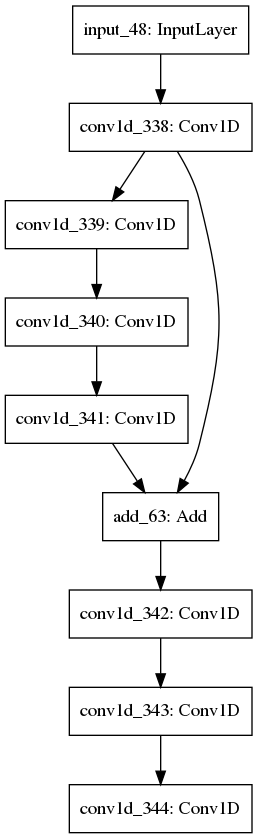 input_48: InputLayer
conv1d_338: Conv1D
conv1d_339: Conv1D
conv1d_340: Conv1D
conv1d_341: Conv1D
add_63: Add
conv1d_342: Conv1D
conv1d_343: Conv1D
conv1d_344: Conv1D